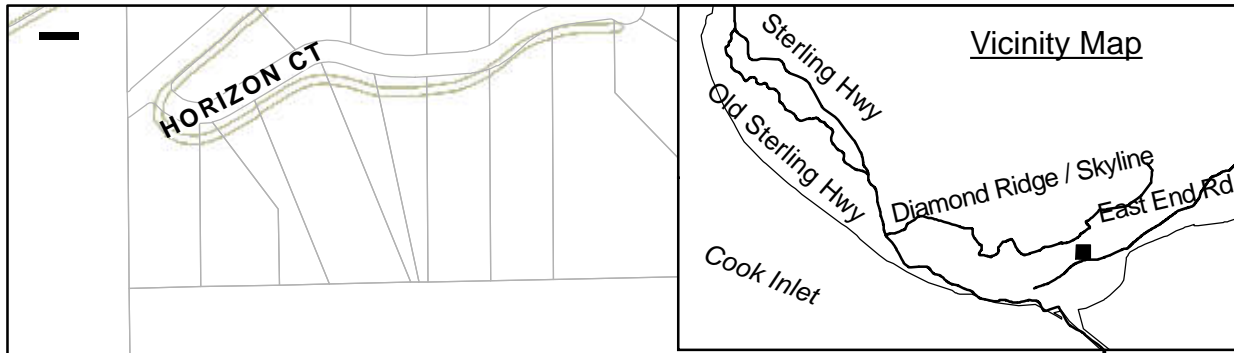 HORIZON CT
Vicinity Map
Sterling Hwy
Old Sterling Hwy
Diamond Ridge / Skyline
East End Rd
Cook Inlet